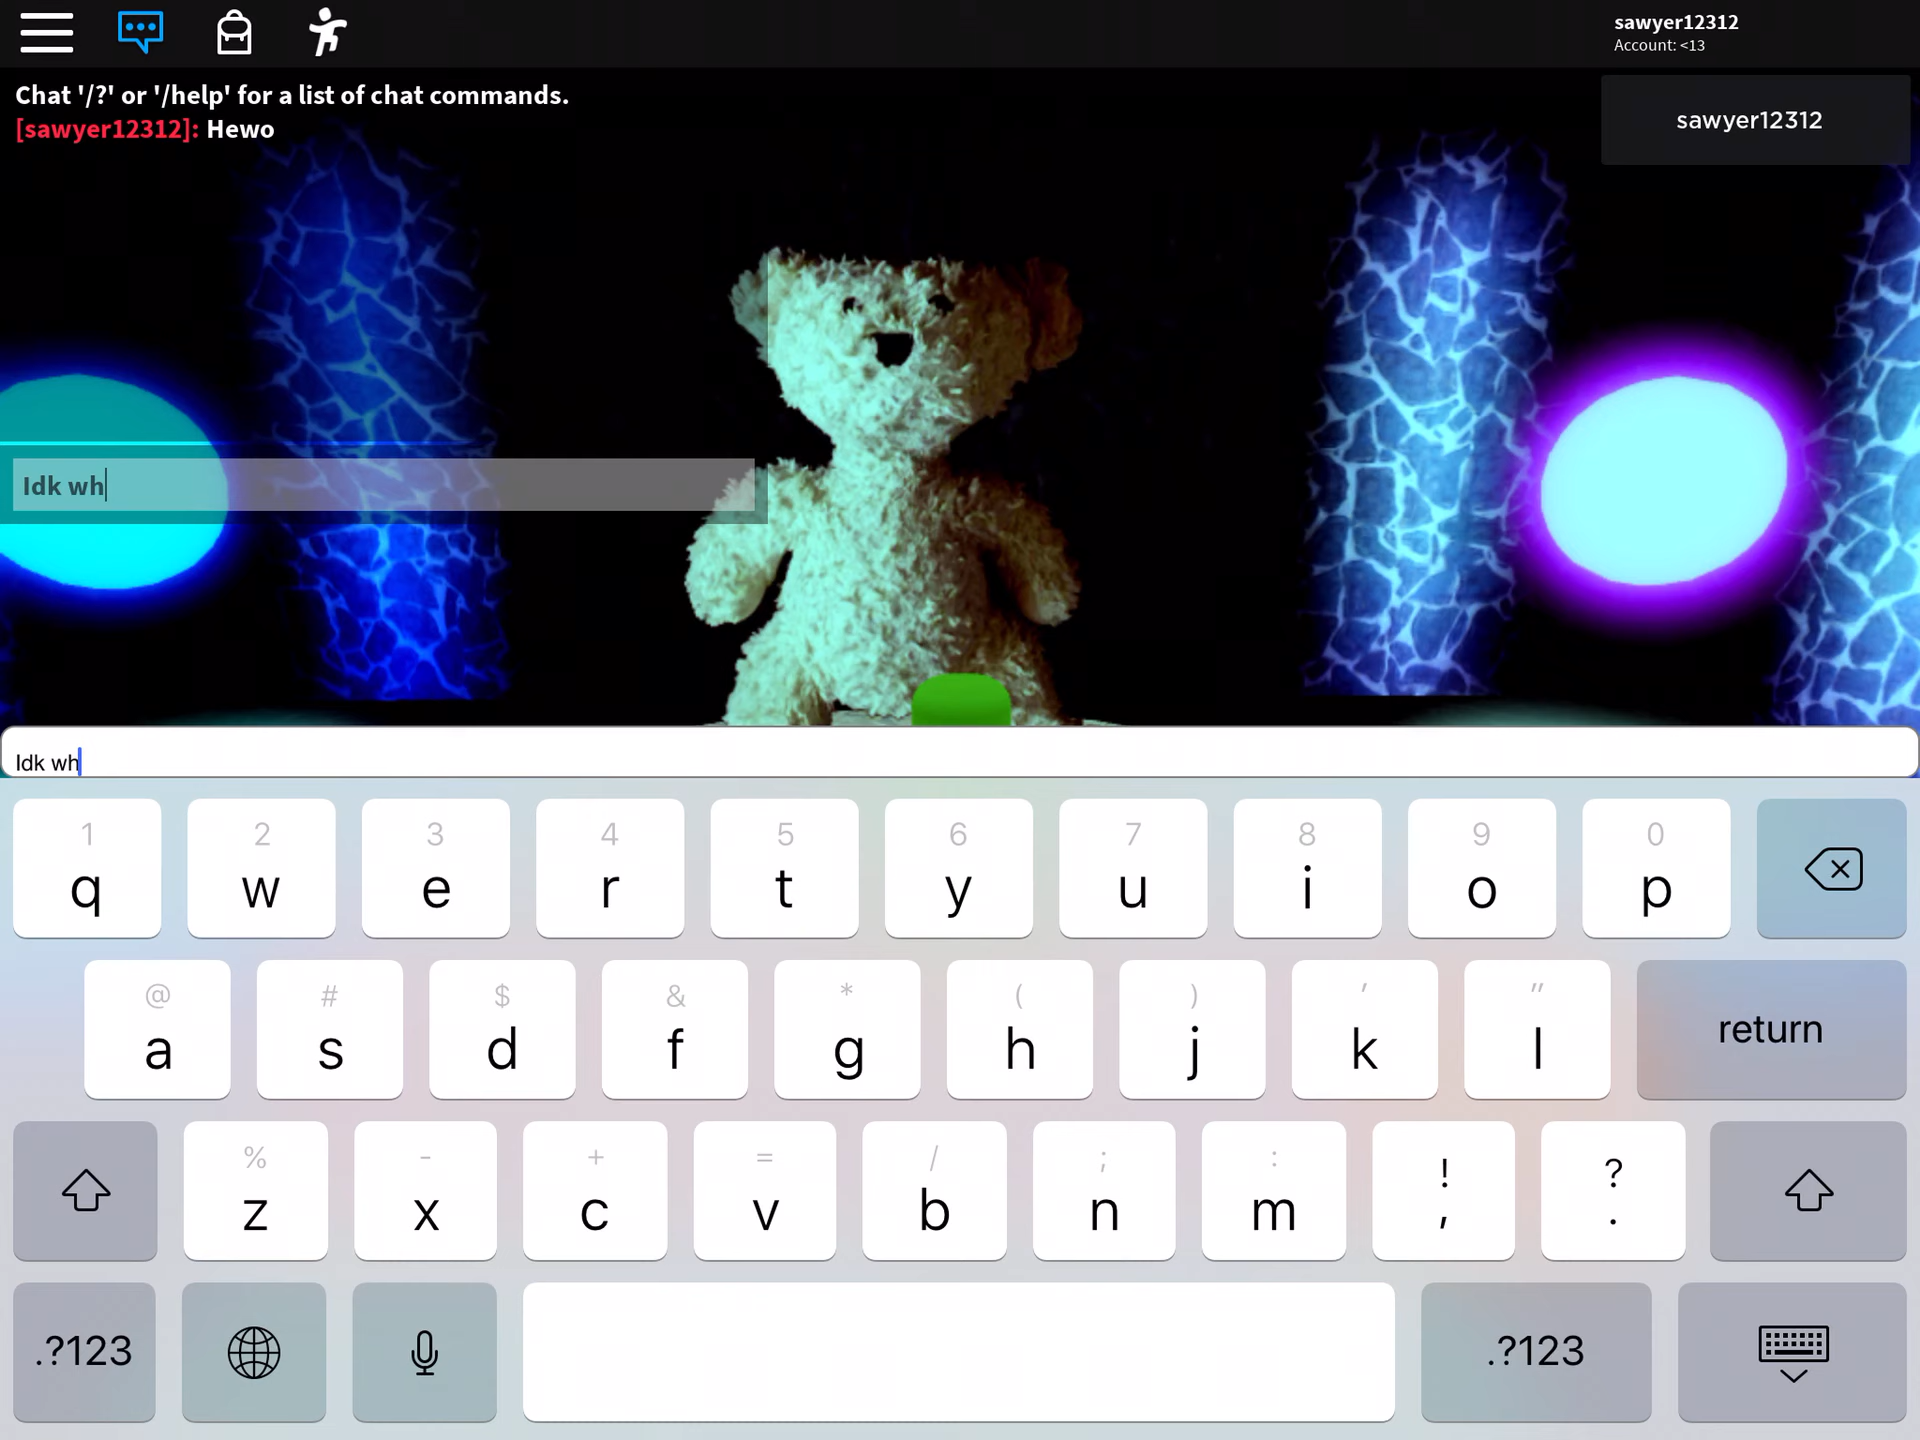 sawyer12312
Account: <13
Chat '/?' or '/help' for a list of chat commands.
[sawyer12312]: Hewo
sawyer12312
Idk wh
Idk wh
1 2 3 4 5 6 7 8 9 0
q w e r t y u i o p
@ # $ & * ( ) ' "
a s d f g h j k l return
% - + = / ; : ! ?
z x c v b n m , .
.?123 .?123